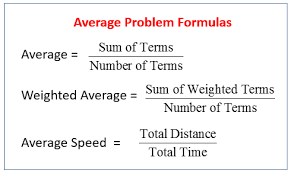 Average Problem Formulas
Average = Sum of Terms / Number of Terms
Weighted Average = Sum of Weighted Terms / Number of Terms
Average Speed = Total Distance / Total Time